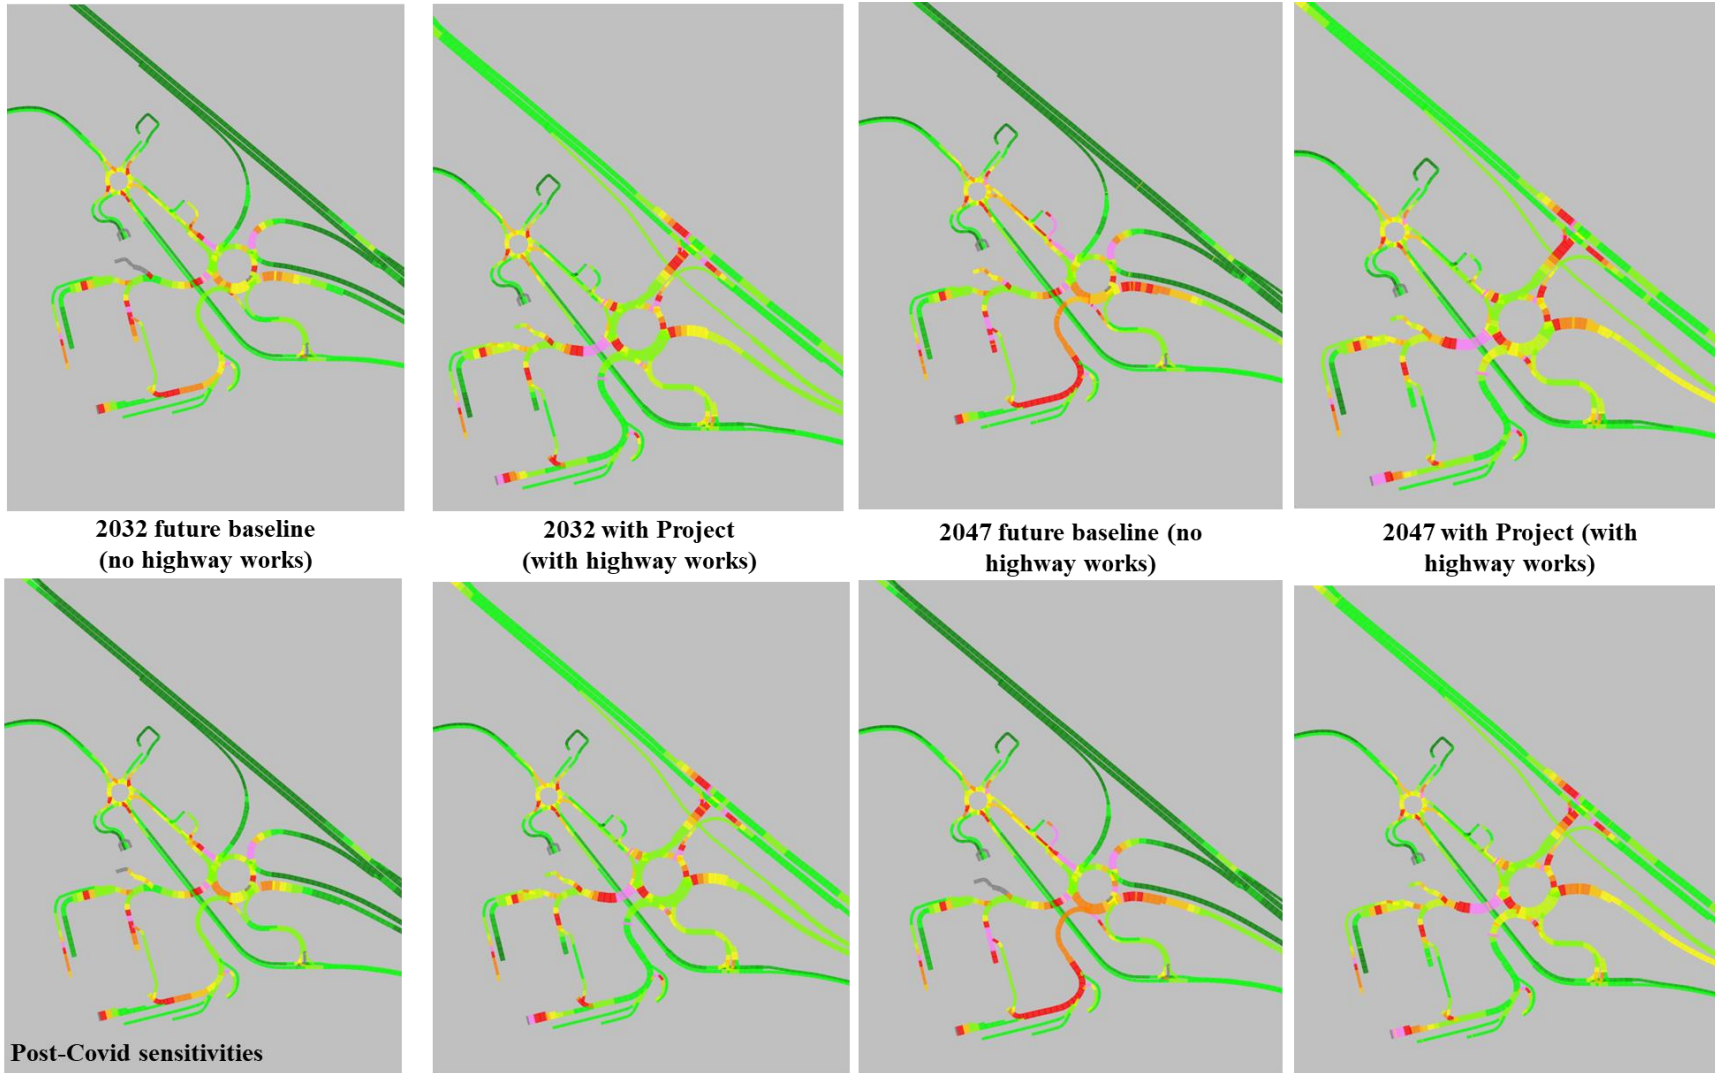 2032 future baseline
(no highway works)
2032 with Project
(with highway works)
2047 future baseline (no
highway works)
2047 with Project (with
highway works)
Post-Covid sensitivities